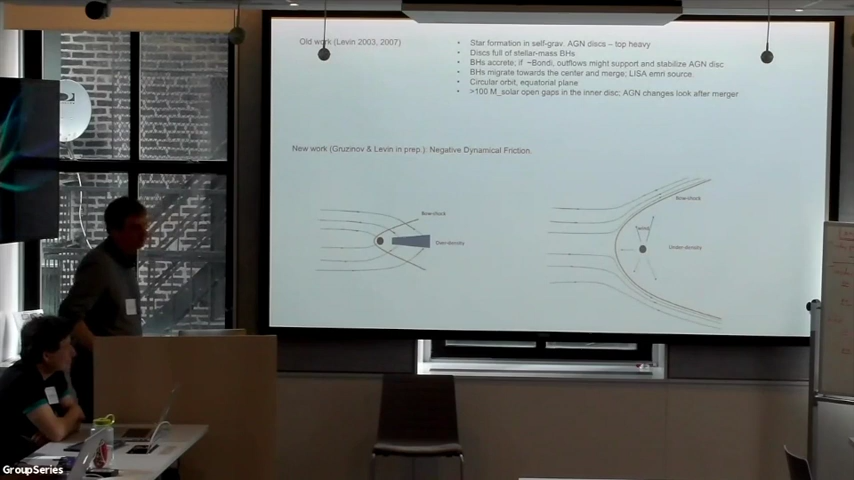 Old work (Levin 2003, 2007)
• Star formation in self-grav. AGN discs – top heavy
• Discs full of stellar-mass BHs
• BHs accrete; if ~Bondi, outflows might support and stabilize AGN disc
• BHs migrate towards the center and merge; LISA emri source.
• Circular orbit, equatorial plane
• >100 M_solar open gaps in the inner disc; AGN changes look after merger
New work (Gruzinov & Levin in prep.): Negative Dynamical Friction.
Bow-shock
Over-density
Bow-shock
Under-density
GroupSeries